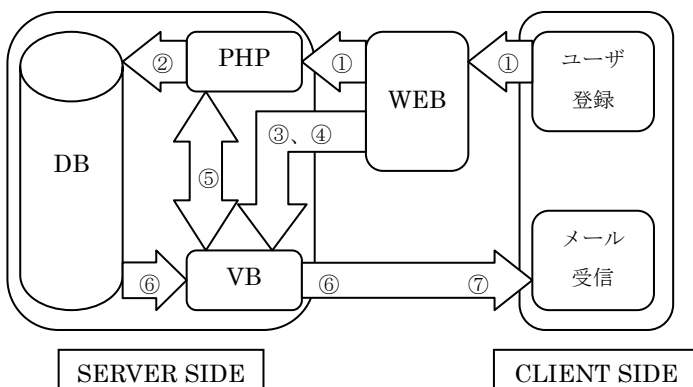 DB
②
PHP
①
WEB
①
ユーザ
登録
③、④
⑤
⑥
VB
⑥
⑦
メール
受信
SERVER SIDE
CLIENT SIDE